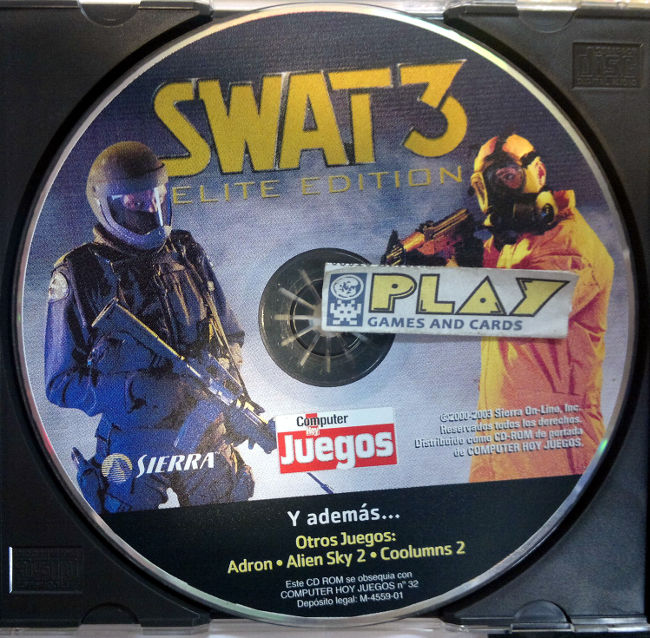 SWAT 3
ELITE EDITION
PLAY
GAMES AND CARDS
Computer
Hoy
Juegos
©2000-2003 Sierra On-Line, Inc.
Reservados todos los derechos.
Distribuido como CD-ROM de portada
de COMPUTER HOY JUEGOS.
SIERRA
Y además...
Otros Juegos:
Adron • Alien Sky 2 • Coolumns 2
Este CD ROM se obsequia con
COMPUTER HOY JUEGOS nº 32
Depósito legal: M-4559-01